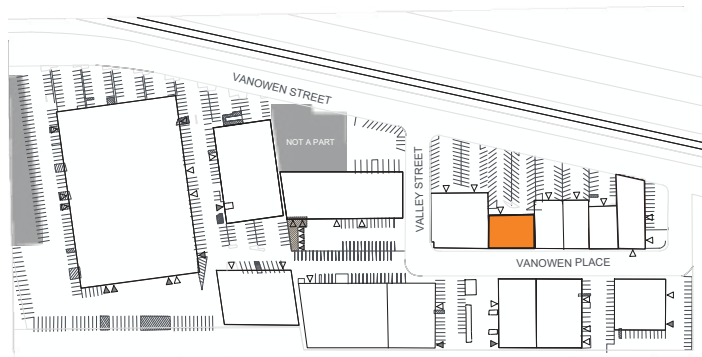 VANOWEN STREET
NOT A PART
VALLEY STREET
VANOWEN PLACE